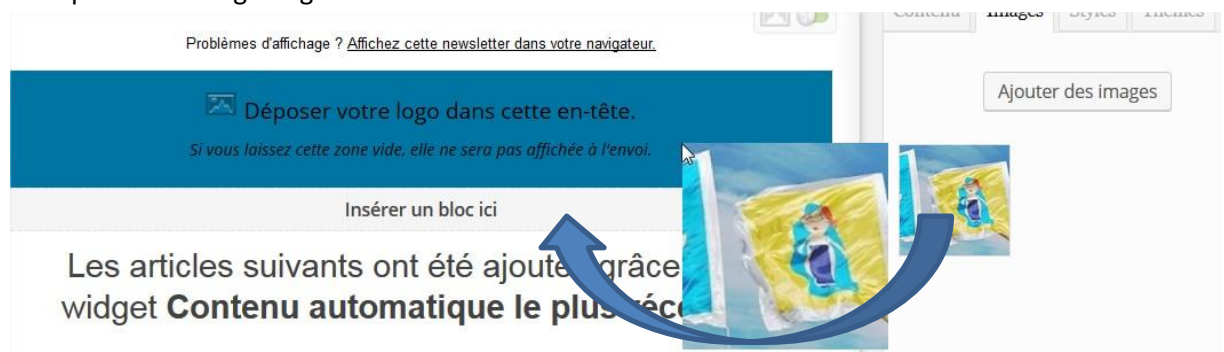 Contenu Images Styles Thèmes
Problèmes d'affichage ? Affichez cette newsletter dans votre navigateur.
Ajouter des images
Déposer votre logo dans cette en-tête.
Si vous laissez cette zone vide, elle ne sera pas affichée à l'envoi.
Insérer un bloc ici
Les articles suivants ont été ajouté grâce
widget Contenu automatique le plus réc